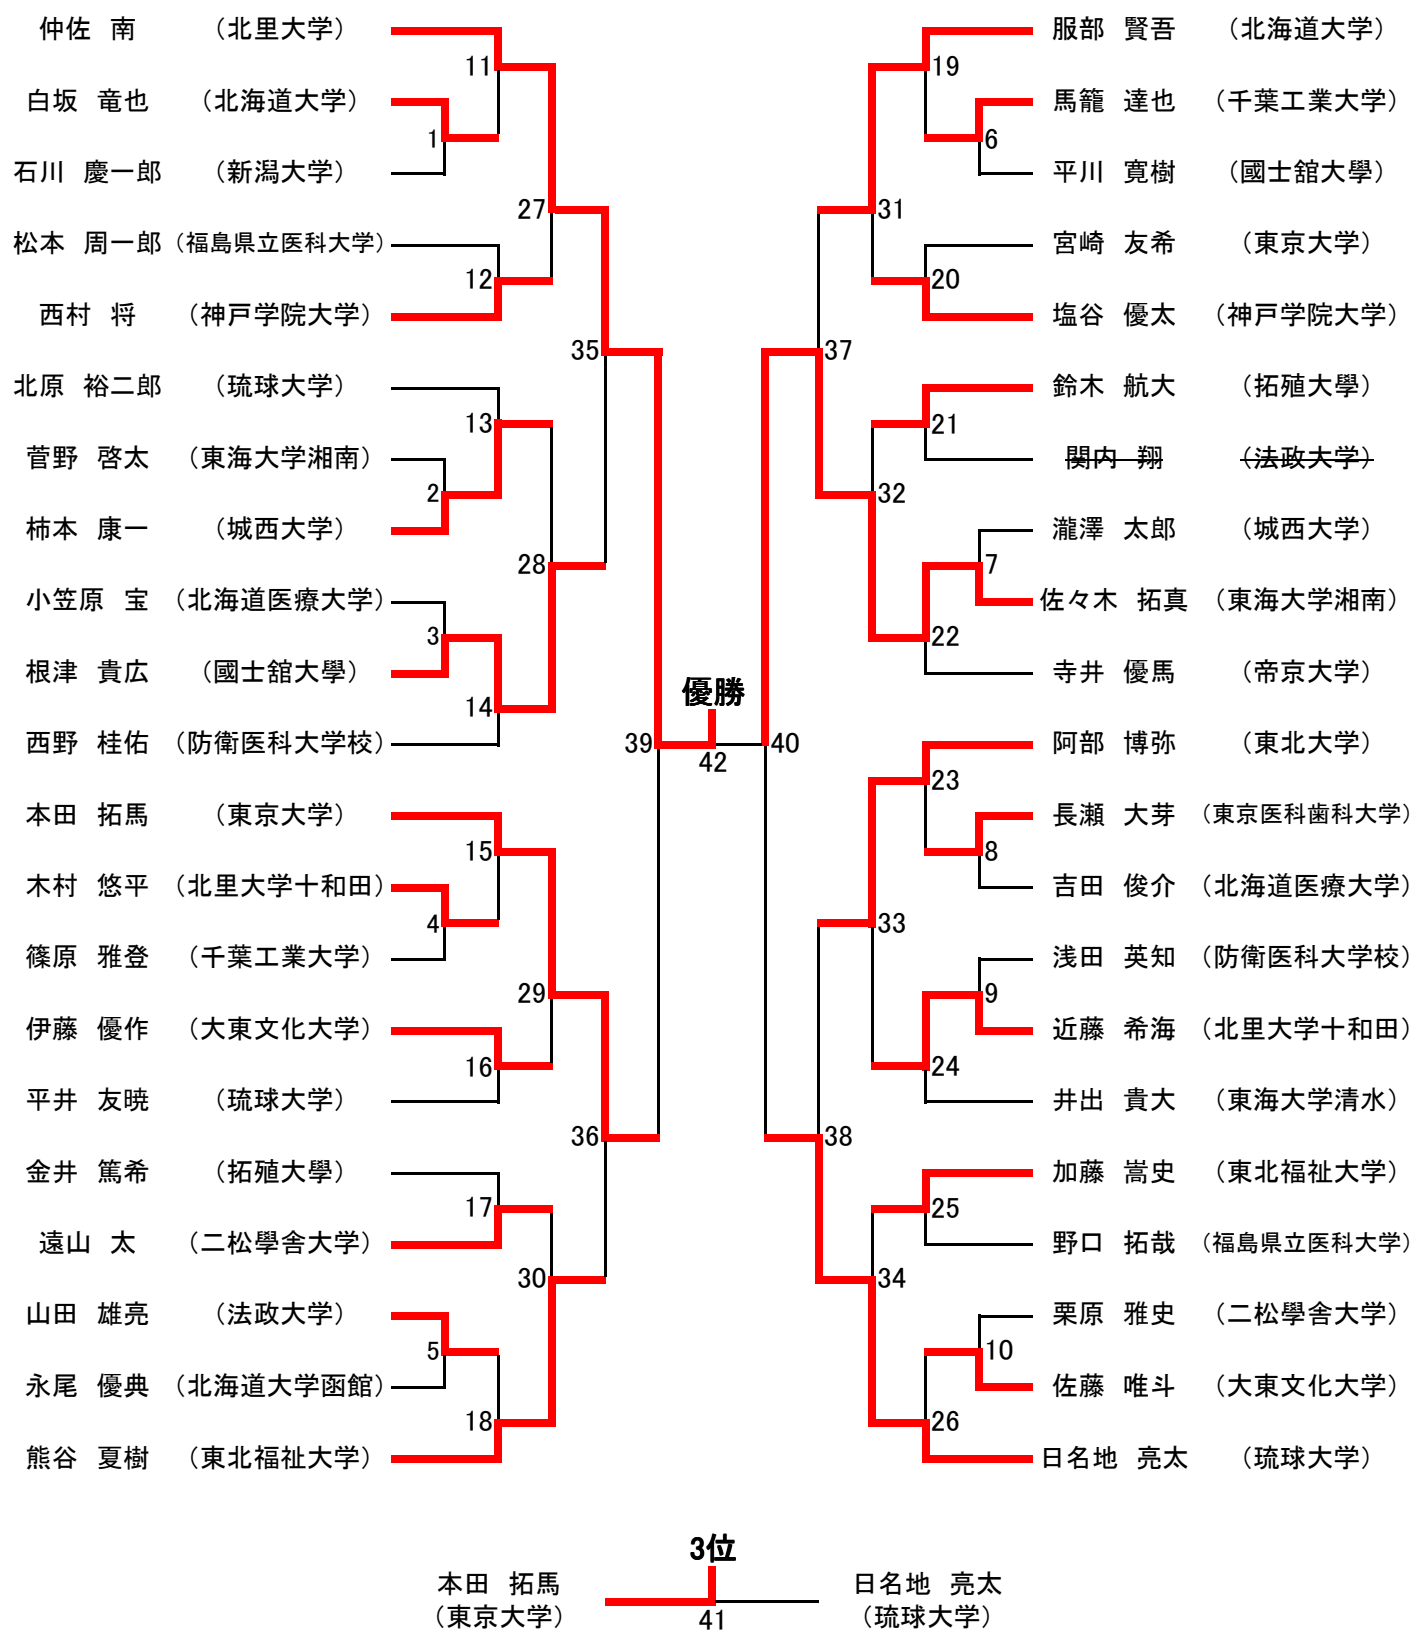 仲佐 南 （北里大学）
11
白坂 竜也 （北海道大学）
1
石川 慶一郎 （新潟大学）
27
松本 周一郎 （福島県立医科大学）
12
西村 将 （神戸学院大学）
35
北原 裕二郎 （琉球大学）
13
菅野 啓太 （東海大学湘南）
2
柿本 康一 （城西大学）
28
小笠原 宝 （北海道医療大学）
3
根津 貴広 （國士舘大學）
14
西野 桂佑 （防衛医科大学校）
39
本田 拓馬 （東京大学）
15
木村 悠平 （北里大学十和田）
4
篠原 雅登 （千葉工業大学）
29
伊藤 優作 （大東文化大学）
16
平井 友暁 （琉球大学）
36
金井 篤希 （拓殖大學）
17
遠山 太 （二松學舎大学）
30
山田 雄亮 （法政大学）
5
永尾 優典 （北海道大学函館）
18
熊谷 夏樹 （東北福祉大学）
優勝
42
服部 賢吾 （北海道大学）
19
馬籠 達也 （千葉工業大学）
6
平川 寛樹 （國士舘大學）
31
宮崎 友希 （東京大学）
20
塩谷 優太 （神戸学院大学）
37
鈴木 航大 （拓殖大學）
21
関内 翔 （法政大学）
32
瀧澤 太郎 （城西大学）
7
佐々木 拓真 （東海大学湘南）
22
寺井 優馬 （帝京大学）
40
阿部 博弥 （東北大学）
23
長瀬 大芽 （東京医科歯科大学）
8
吉田 俊介 （北海道医療大学）
33
浅田 英知 （防衛医科大学校）
9
近藤 希海 （北里大学十和田）
24
井出 貴大 （東海大学清水）
38
加藤 嵩史 （東北福祉大学）
25
野口 拓哉 （福島県立医科大学）
34
栗原 雅史 （二松學舎大学）
10
佐藤 唯斗 （大東文化大学）
26
日名地 亮太 （琉球大学）
3位
本田 拓馬
（東京大学）
41
日名地 亮太
（琉球大学）